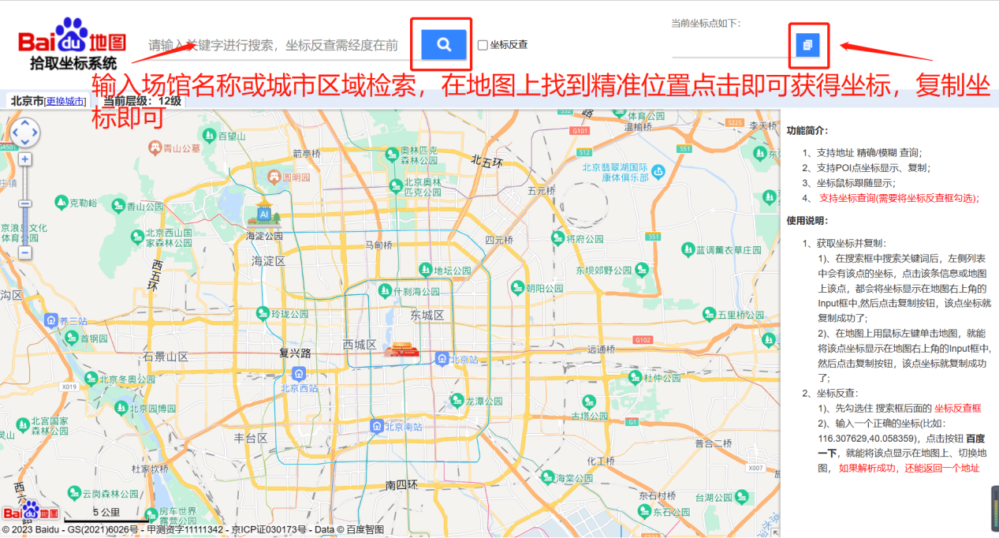 Bai du 地图
拾取坐标系统
请输入关键字进行搜索，坐标反查需经度在前
坐标反查
当前坐标点如下：
输入场馆名称或城市区域检索，在地图上找到精准位置点击即可获得坐标，复制坐
标即可
北京市[更换城市]
当前层级：12级
百望山
青山公墓
箭亭桥
奥林匹克
森林公园
北五环
体育公园
温榆桥
G101
S225
李天桥
S12
S51
G4501
北京翡翠湖国际
康体俱乐部
圆明园
北京奥林
匹克公园
五元桥
克勒峪
香山公园
AI
海淀公园
北京西山国
家森林公园
马甸桥
四元桥
将府公园
S51
蓝调薰衣草庄园
海淀区
西五环
地坛公园
东坝郊野公园
什刹海公园
朝阳公园
沟区
玲珑公园
东城区
五里桥公园
养三站
首钢园
西城区
复兴路
石景山区
G102
远通桥
北京站
北京西站
北京冬奥公园
X019
杜仲公园
北京园博园
龙潭公园
古塔公园
G1
北宫国家
森林公园
北京南站
丰台区
普合二桥
化工桥
X007
杜家坎桥
海棠公园
南四环
云岗森林公园
东石村桥
台湖公园
东石公园
房车世界
露营公园
5 公里
Bai du 地图
© 2023 Baidu - GS(2021)6026号 - 甲测资字11111342 - 京ICP证030173号 - Data © 百度智图
功能简介：
1、支持地址 精确/模糊 查询；
2、支持POI点坐标显示、复制；
3、坐标鼠标跟随显示；
4、 支持坐标查询(需要将坐标反查框勾选)；
使用说明：
1、获取坐标并复制：
1)、在搜索框中搜索关键词后，左侧列表
中会有该点的坐标，点击该条信息或地图
上该点，都会将坐标显示在地图右上角的
Input框中,然后点击复制按钮，该点坐标就
复制成功了；
2)、在地图上用鼠标左键单击地图，就能
将该点坐标显示在地图右上角的Input框中,
然后点击复制按钮，该点坐标就复制成功
了；
2、坐标反查：
1)、先勾选住 搜索框后面的 坐标反查框
2)、输入一个正确的坐标(比如：
116.307629,40.058359)，点击按钮 百度
一下，就能将该点显示在地图上、切换地
图， 如果解析成功，还能返回一个地址